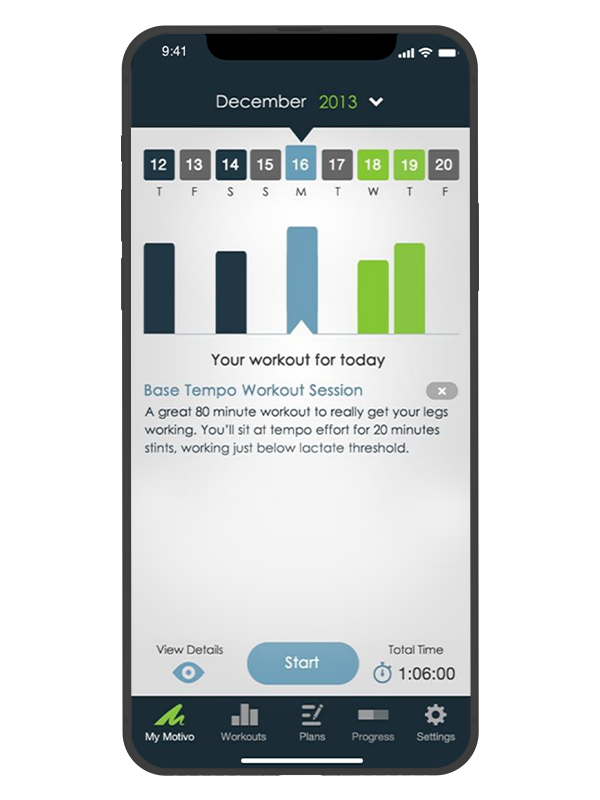 9:41
December 2013
12 13 14 15 16 17 18 19 20
T F S S M T W T F
Your workout for today
Base Tempo Workout Session
A great 80 minute workout to really get your legs
working. You'll sit at tempo effort for 20 minutes
stints, working just below lactate threshold.
View Details
Start
Total Time
1:06:00
My Motivo Workouts Plans Progress Settings